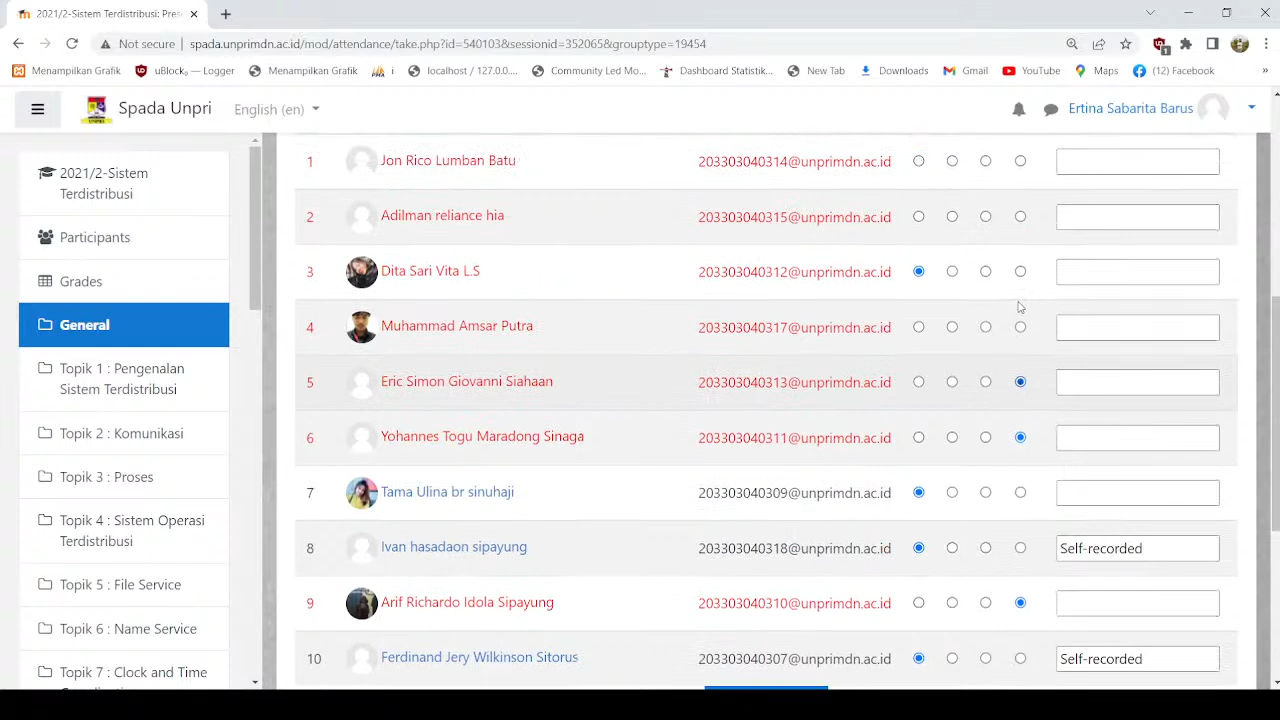 2021/2-Sistem Terdistribusi: Pres
Not secure | spada.unprimdn.ac.id/mod/attendance/take.php?id=540103&sessionid=352065&grouptype=19454
Menampilkan Grafik uBlock₀ — Logger Menampilkan Grafik i localhost / 127.0.0.... Community Led Mo... Dashboard Statistik... New Tab Downloads Gmail YouTube Maps (12) Facebook »
Spada Unpri English (en) Ertina Sabarita Barus
2021/2-Sistem
Terdistribusi
Participants
Grades
General
Topik 1 : Pengenalan
Sistem Terdistribusi
Topik 2 : Komunikasi
Topik 3 : Proses
Topik 4 : Sistem Operasi
Terdistribusi
Topik 5 : File Service
Topik 6 : Name Service
Topik 7 : Clock and Time
1 Jon Rico Lumban Batu 203303040314@unprimdn.ac.id
2 Adilman reliance hia 203303040315@unprimdn.ac.id
3 Dita Sari Vita L.S 203303040312@unprimdn.ac.id
4 Muhammad Amsar Putra 203303040317@unprimdn.ac.id
5 Eric Simon Giovanni Siahaan 203303040313@unprimdn.ac.id
6 Yohannes Togu Maradong Sinaga 203303040311@unprimdn.ac.id
7 Tama Ulina br sinuhaji 203303040309@unprimdn.ac.id
8 Ivan hasadaon sipayung 203303040318@unprimdn.ac.id Self-recorded
9 Arif Richardo Idola Sipayung 203303040310@unprimdn.ac.id
10 Ferdinand Jery Wilkinson Sitorus 203303040307@unprimdn.ac.id Self-recorded